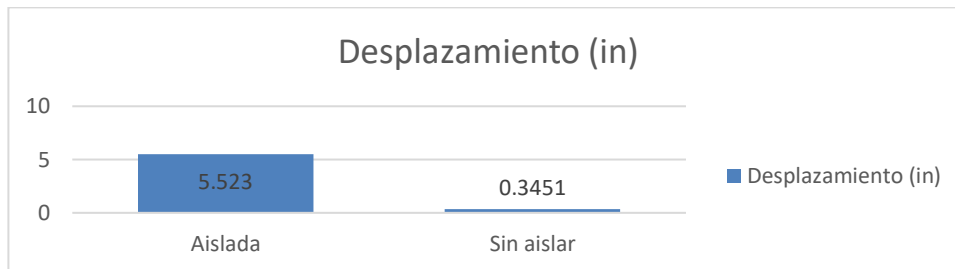 Desplazamiento (in)
10
5
0
5.523
0.3451
Aislada
Sin aislar
Desplazamiento (in)